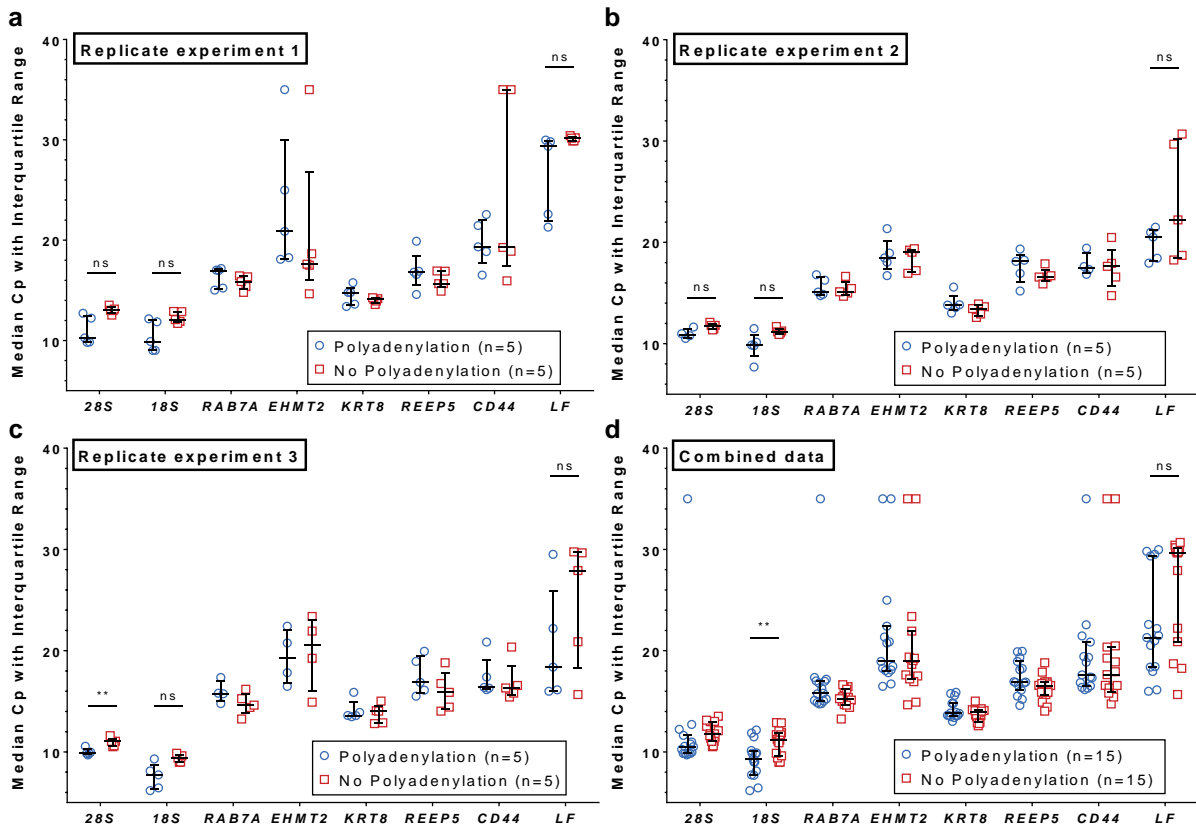 a
Replicate experiment 1
Median Cp with Interquartile Range
40
30
20
10
ns
ns
ns
Polyadenylation (n=5)
No Polyadenylation (n=5)
28S 18S RAB7A EHMT2 KRT8 REEP5 CD44 LF
b
Replicate experiment 2
Median Cp with Interquartile Range
40
30
20
10
ns
ns
ns
Polyadenylation (n=5)
No Polyadenylation (n=5)
28S 18S RAB7A EHMT2 KRT8 REEP5 CD44 LF
c
Replicate experiment 3
Median Cp with Interquartile Range
40
30
20
10
**
ns
ns
Polyadenylation (n=5)
No Polyadenylation (n=5)
28S 18S RAB7A EHMT2 KRT8 REEP5 CD44 LF
d
Combined data
Median Cp with Interquartile Range
40
30
20
10
**
ns
Polyadenylation (n=15)
No Polyadenylation (n=15)
28S 18S RAB7A EHMT2 KRT8 REEP5 CD44 LF